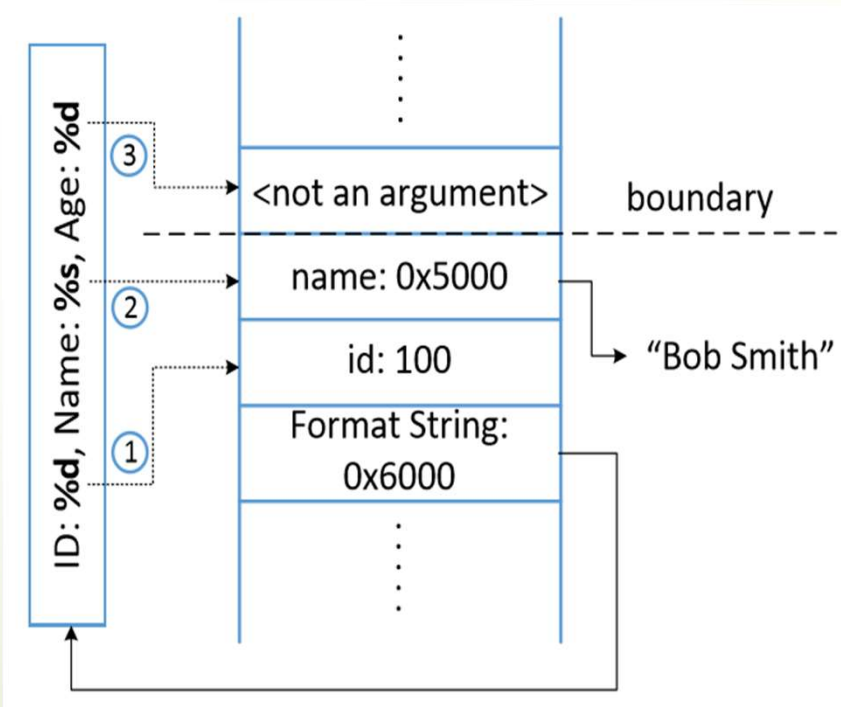 ID: %d, Name: %s, Age: %d
3
<not an argument>
boundary
2
name: 0x5000
id: 100
“Bob Smith”
1
Format String:
0x6000